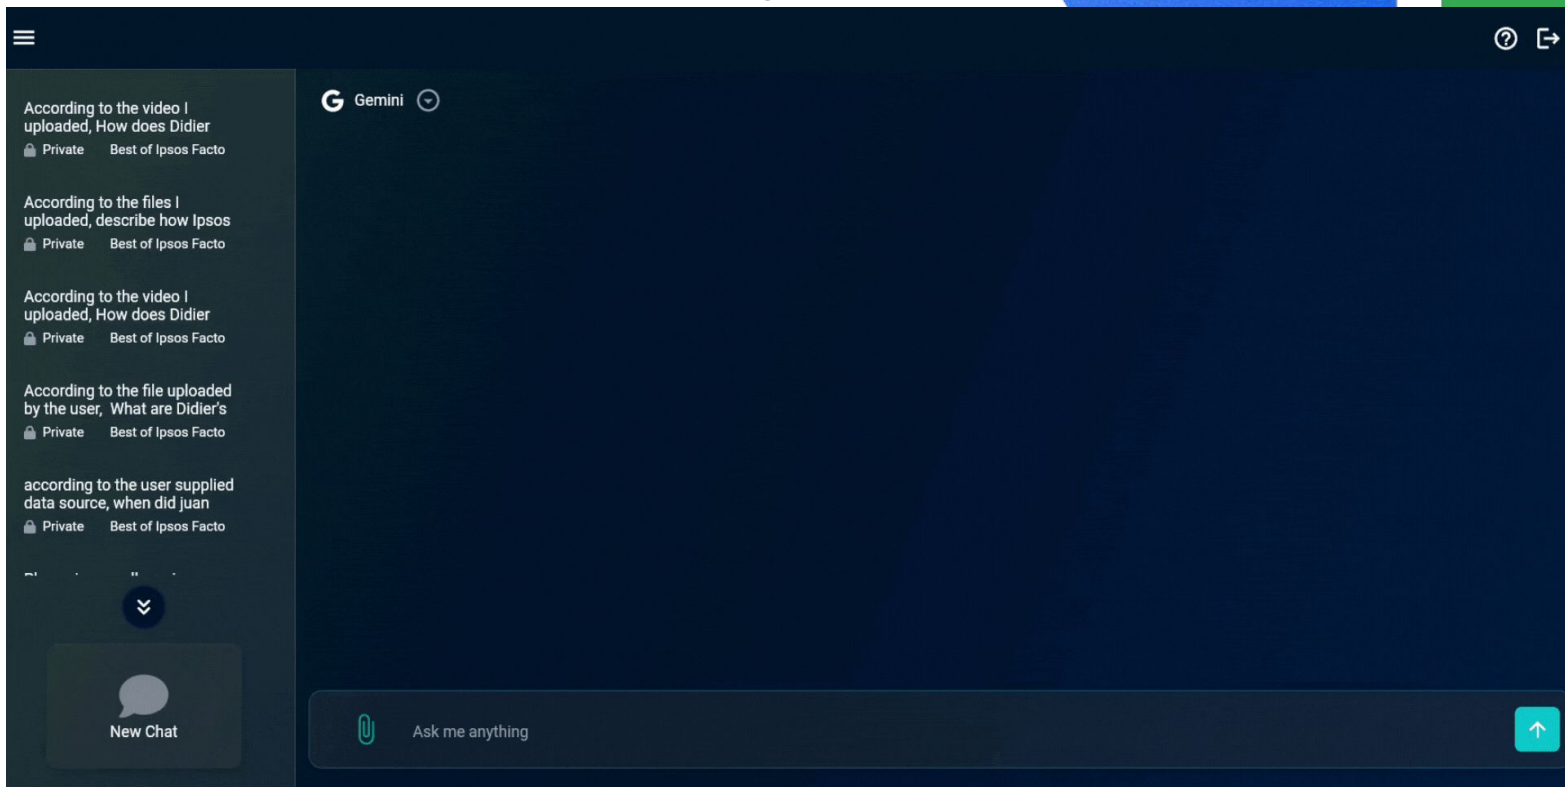 According to the video I
uploaded, How does Didier
Private Best of Ipsos Facto
According to the files I
uploaded, describe how Ipsos
Private Best of Ipsos Facto
According to the video I
uploaded, How does Didier
Private Best of Ipsos Facto
According to the file uploaded
by the user, What are Didier's
Private Best of Ipsos Facto
according to the user supplied
data source, when did juan
Private Best of Ipsos Facto
New Chat
G Gemini
Ask me anything